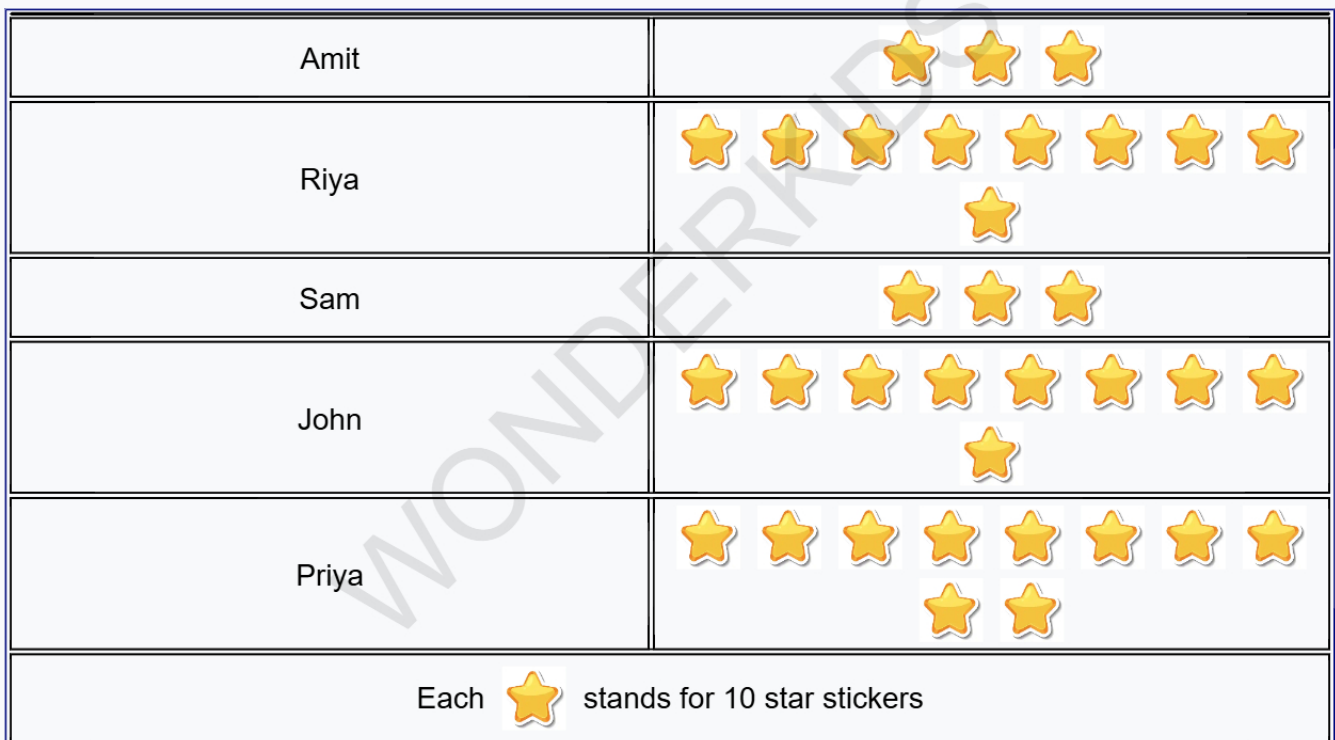 Amit
Riya
Sam
John
Priya
Each stands for 10 star stickers
WONDERKIDS